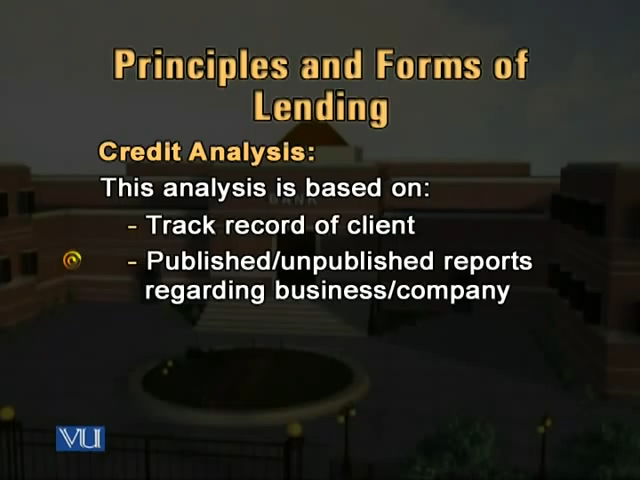 Principles and Forms of
Lending
Credit Analysis:
This analysis is based on:
- Track record of client
- Published/unpublished reports
regarding business/company
BANK
VU